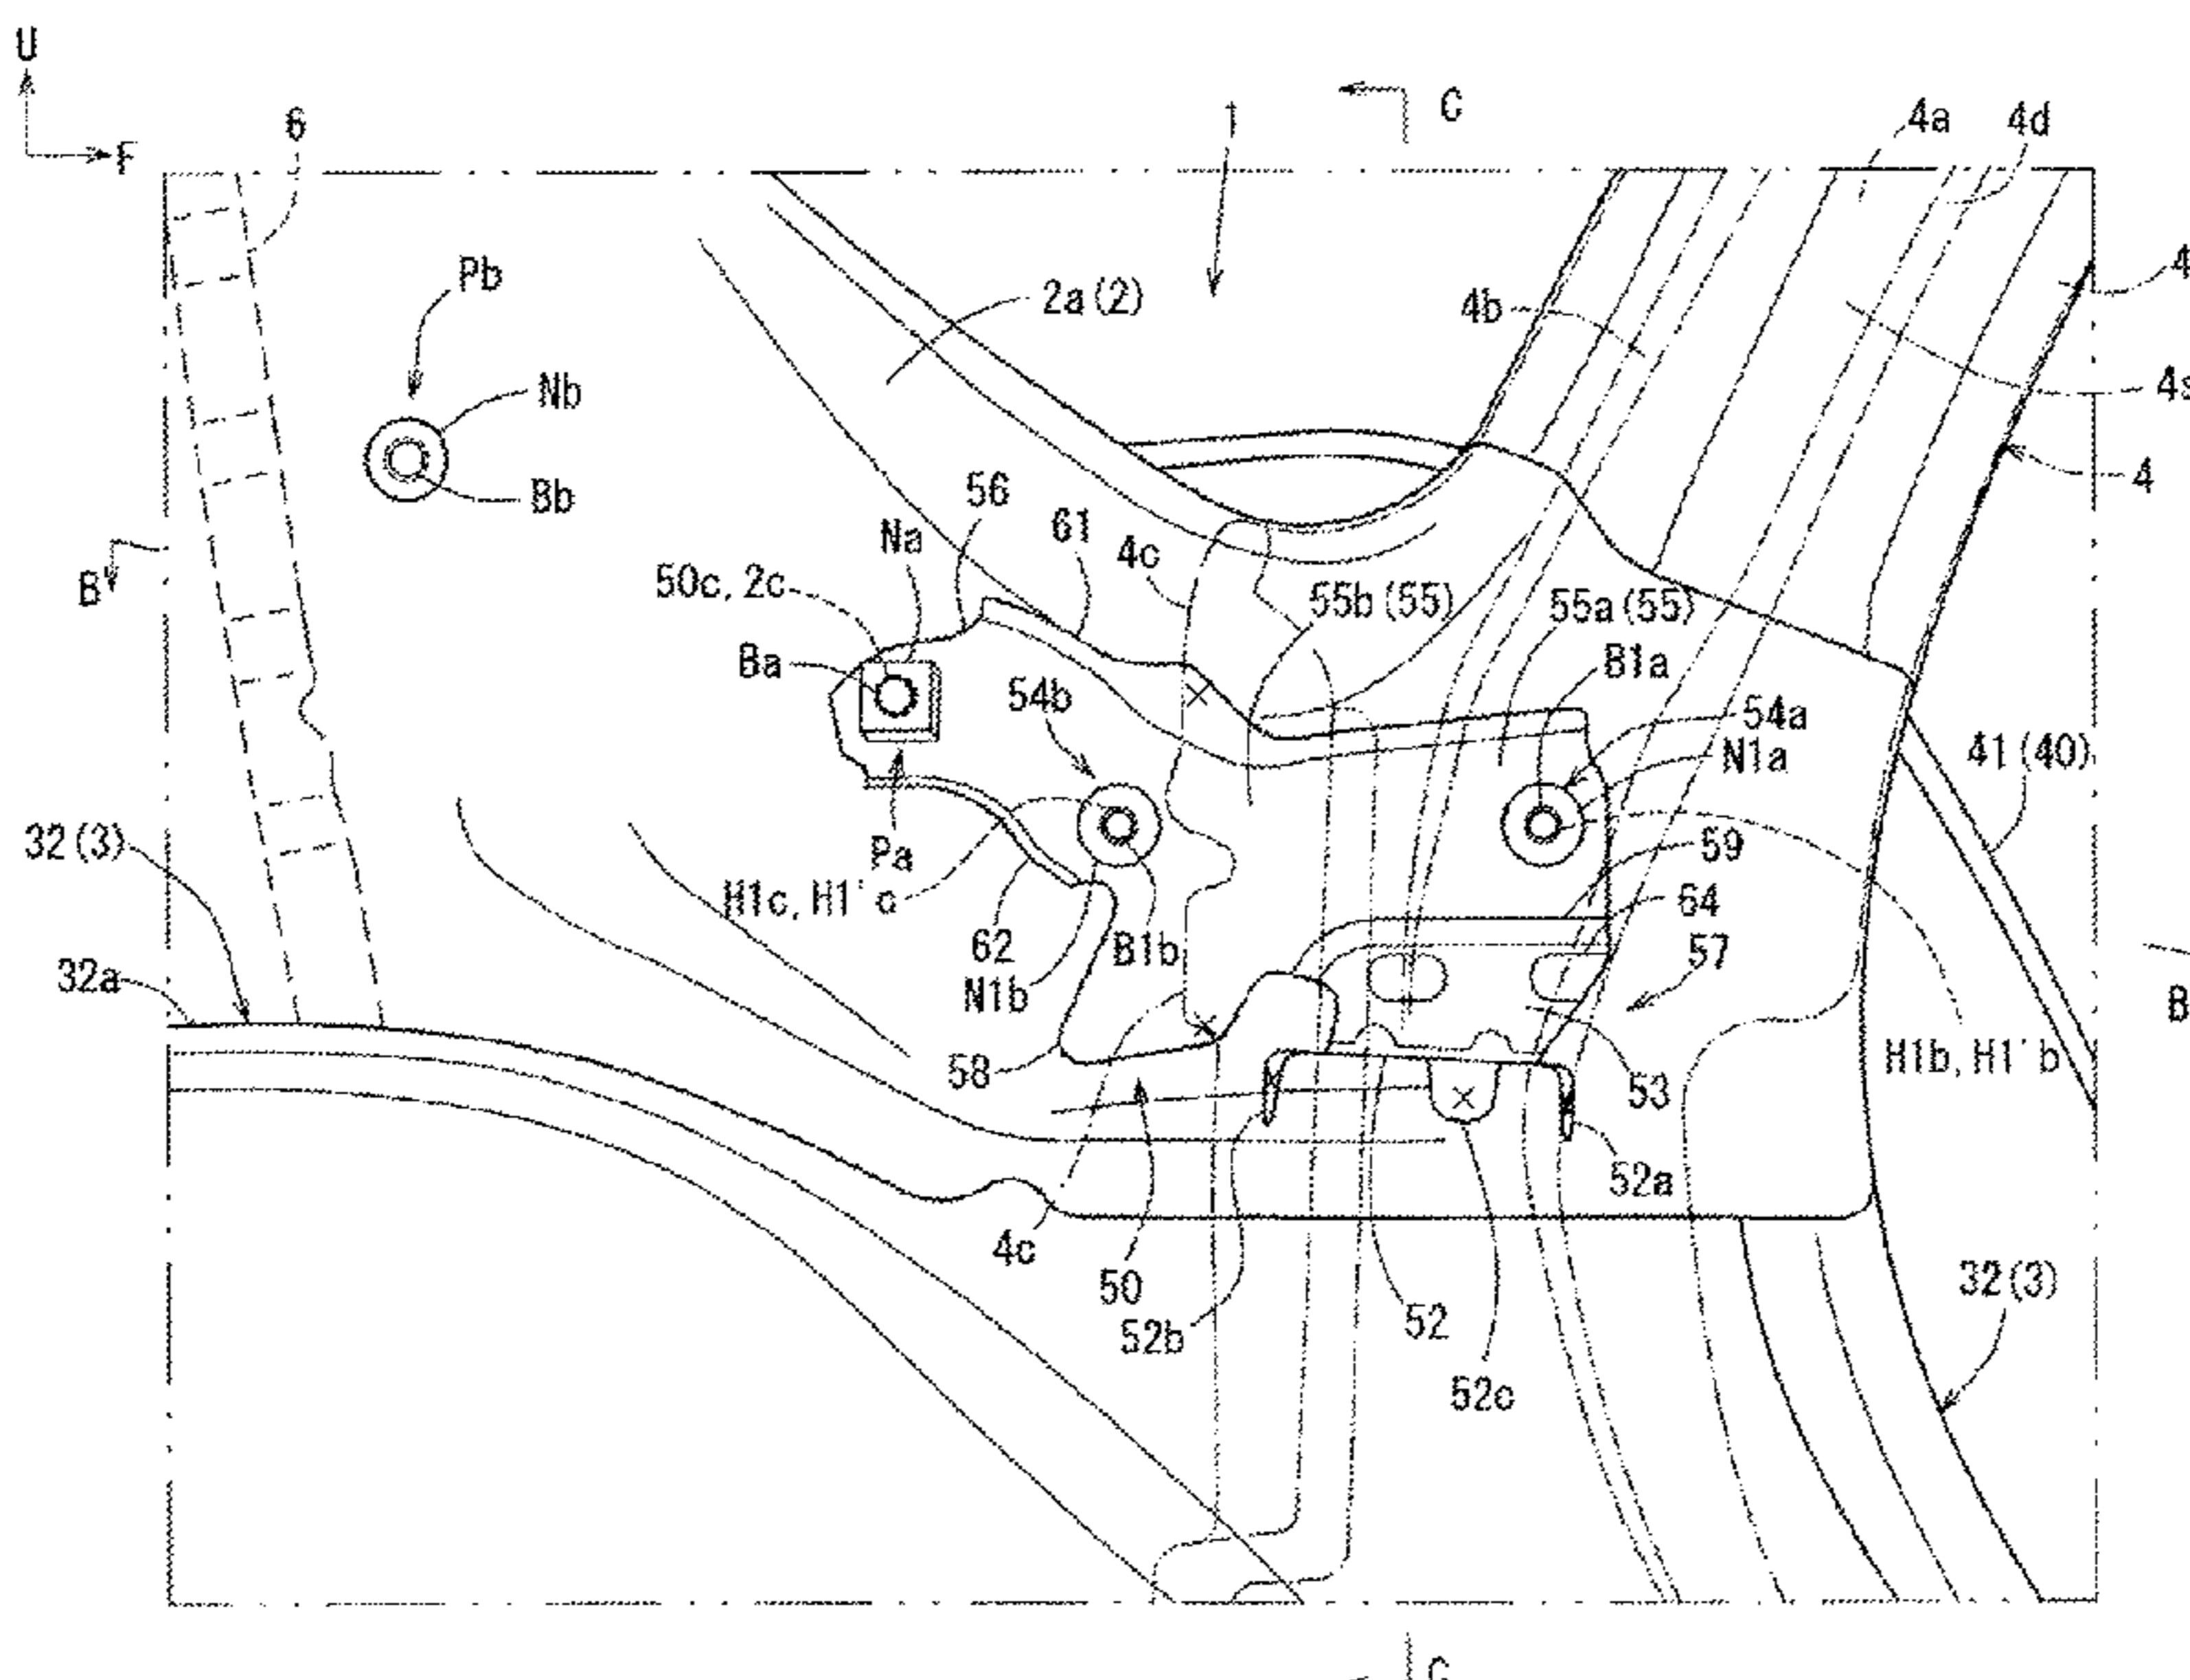 U
F
6
1
C
4a
4d
Pb
2a(2)
4b
4
Nb
4
Bb
56
Na
61
4c
B
50c, 2c
55b(55)
55a(55)
Ba
B1a
54b
54a
N1a
41(40)
32(3)
Pa
59
H1c, H1'c
64
62
B1b
57
32a
N1b
B
58
H1b, H1'b
53
52a
4c
50
32(3)
52b
52
52c
C